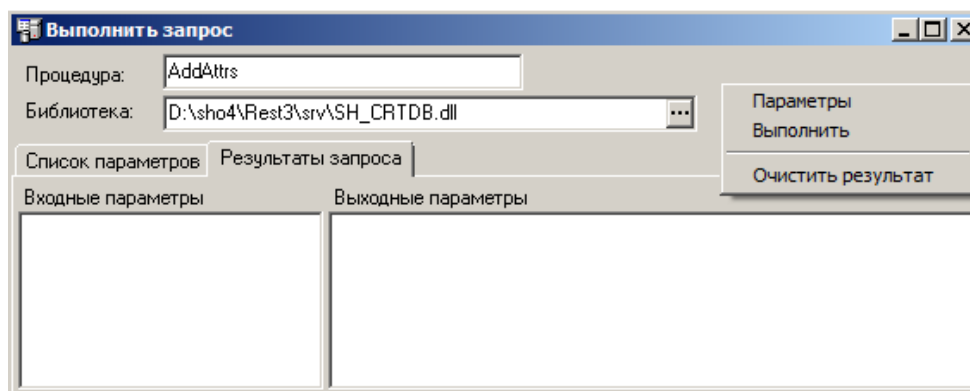 Выполнить запрос
Процедура: AddAttrs
Библиотека: D:\sho4\Rest3\srv\SH_CRTDB.dll ...
Параметры
Выполнить
Очистить результат
Список параметров Результаты запроса
Входные параметры Выходные параметры